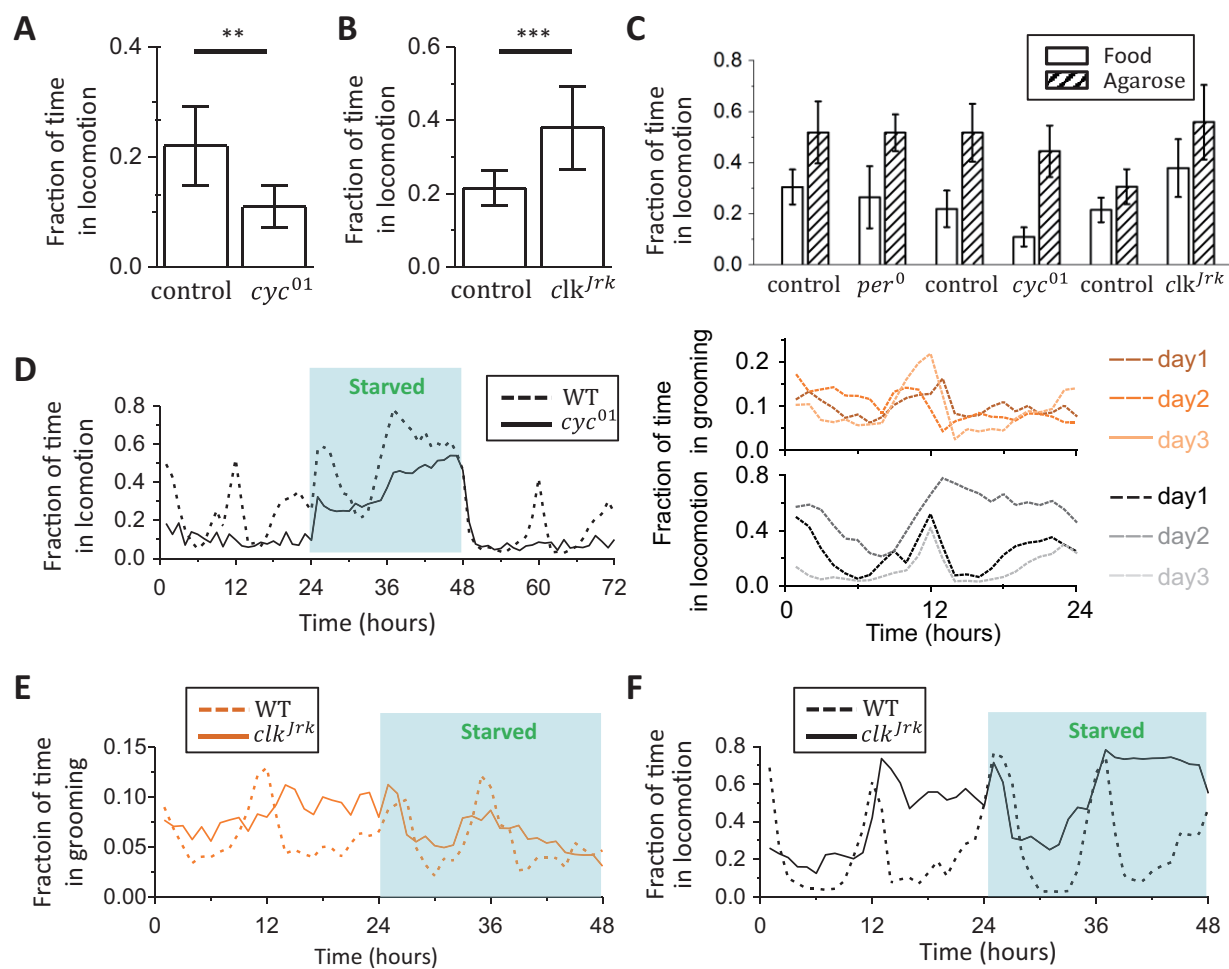 A
Fraction of time
in locomotion
0.4
0.2
0.0
**
control
cyc⁰¹
B
Fraction of time
in locomotion
0.6
0.4
0.2
0.0
***
control
clkᴶʳᵏ
C
Fraction of time
in locomotion
0.8
0.6
0.4
0.2
0.0
Food
Agarose
control
per⁰
control
cyc⁰¹
control
clkᴶʳᵏ
D
Fraction of time
in lcomotion
0.8
0.6
0.4
0.2
0.0
Starved
WT
cyc⁰¹
0 12 24 36 48 60 72
Time (hours)
Fraction of time
in grooming
0.2
0.1
0.0
day1
day2
day3
in locomotion
0.8
0.4
0.0
day1
day2
day3
0 12 24
Time (hours)
E
Fractoin of time
in grooming
WT
clkᴶʳᵏ
0.15
0.10
0.05
0.00
Starved
0 12 24 36 48
Time (hours)
F
Fraction of time
in locomotion
WT
clkᴶʳᵏ
0.8
0.6
0.4
0.2
0.0
Starved
0 12 24 36 48
Time (hours)